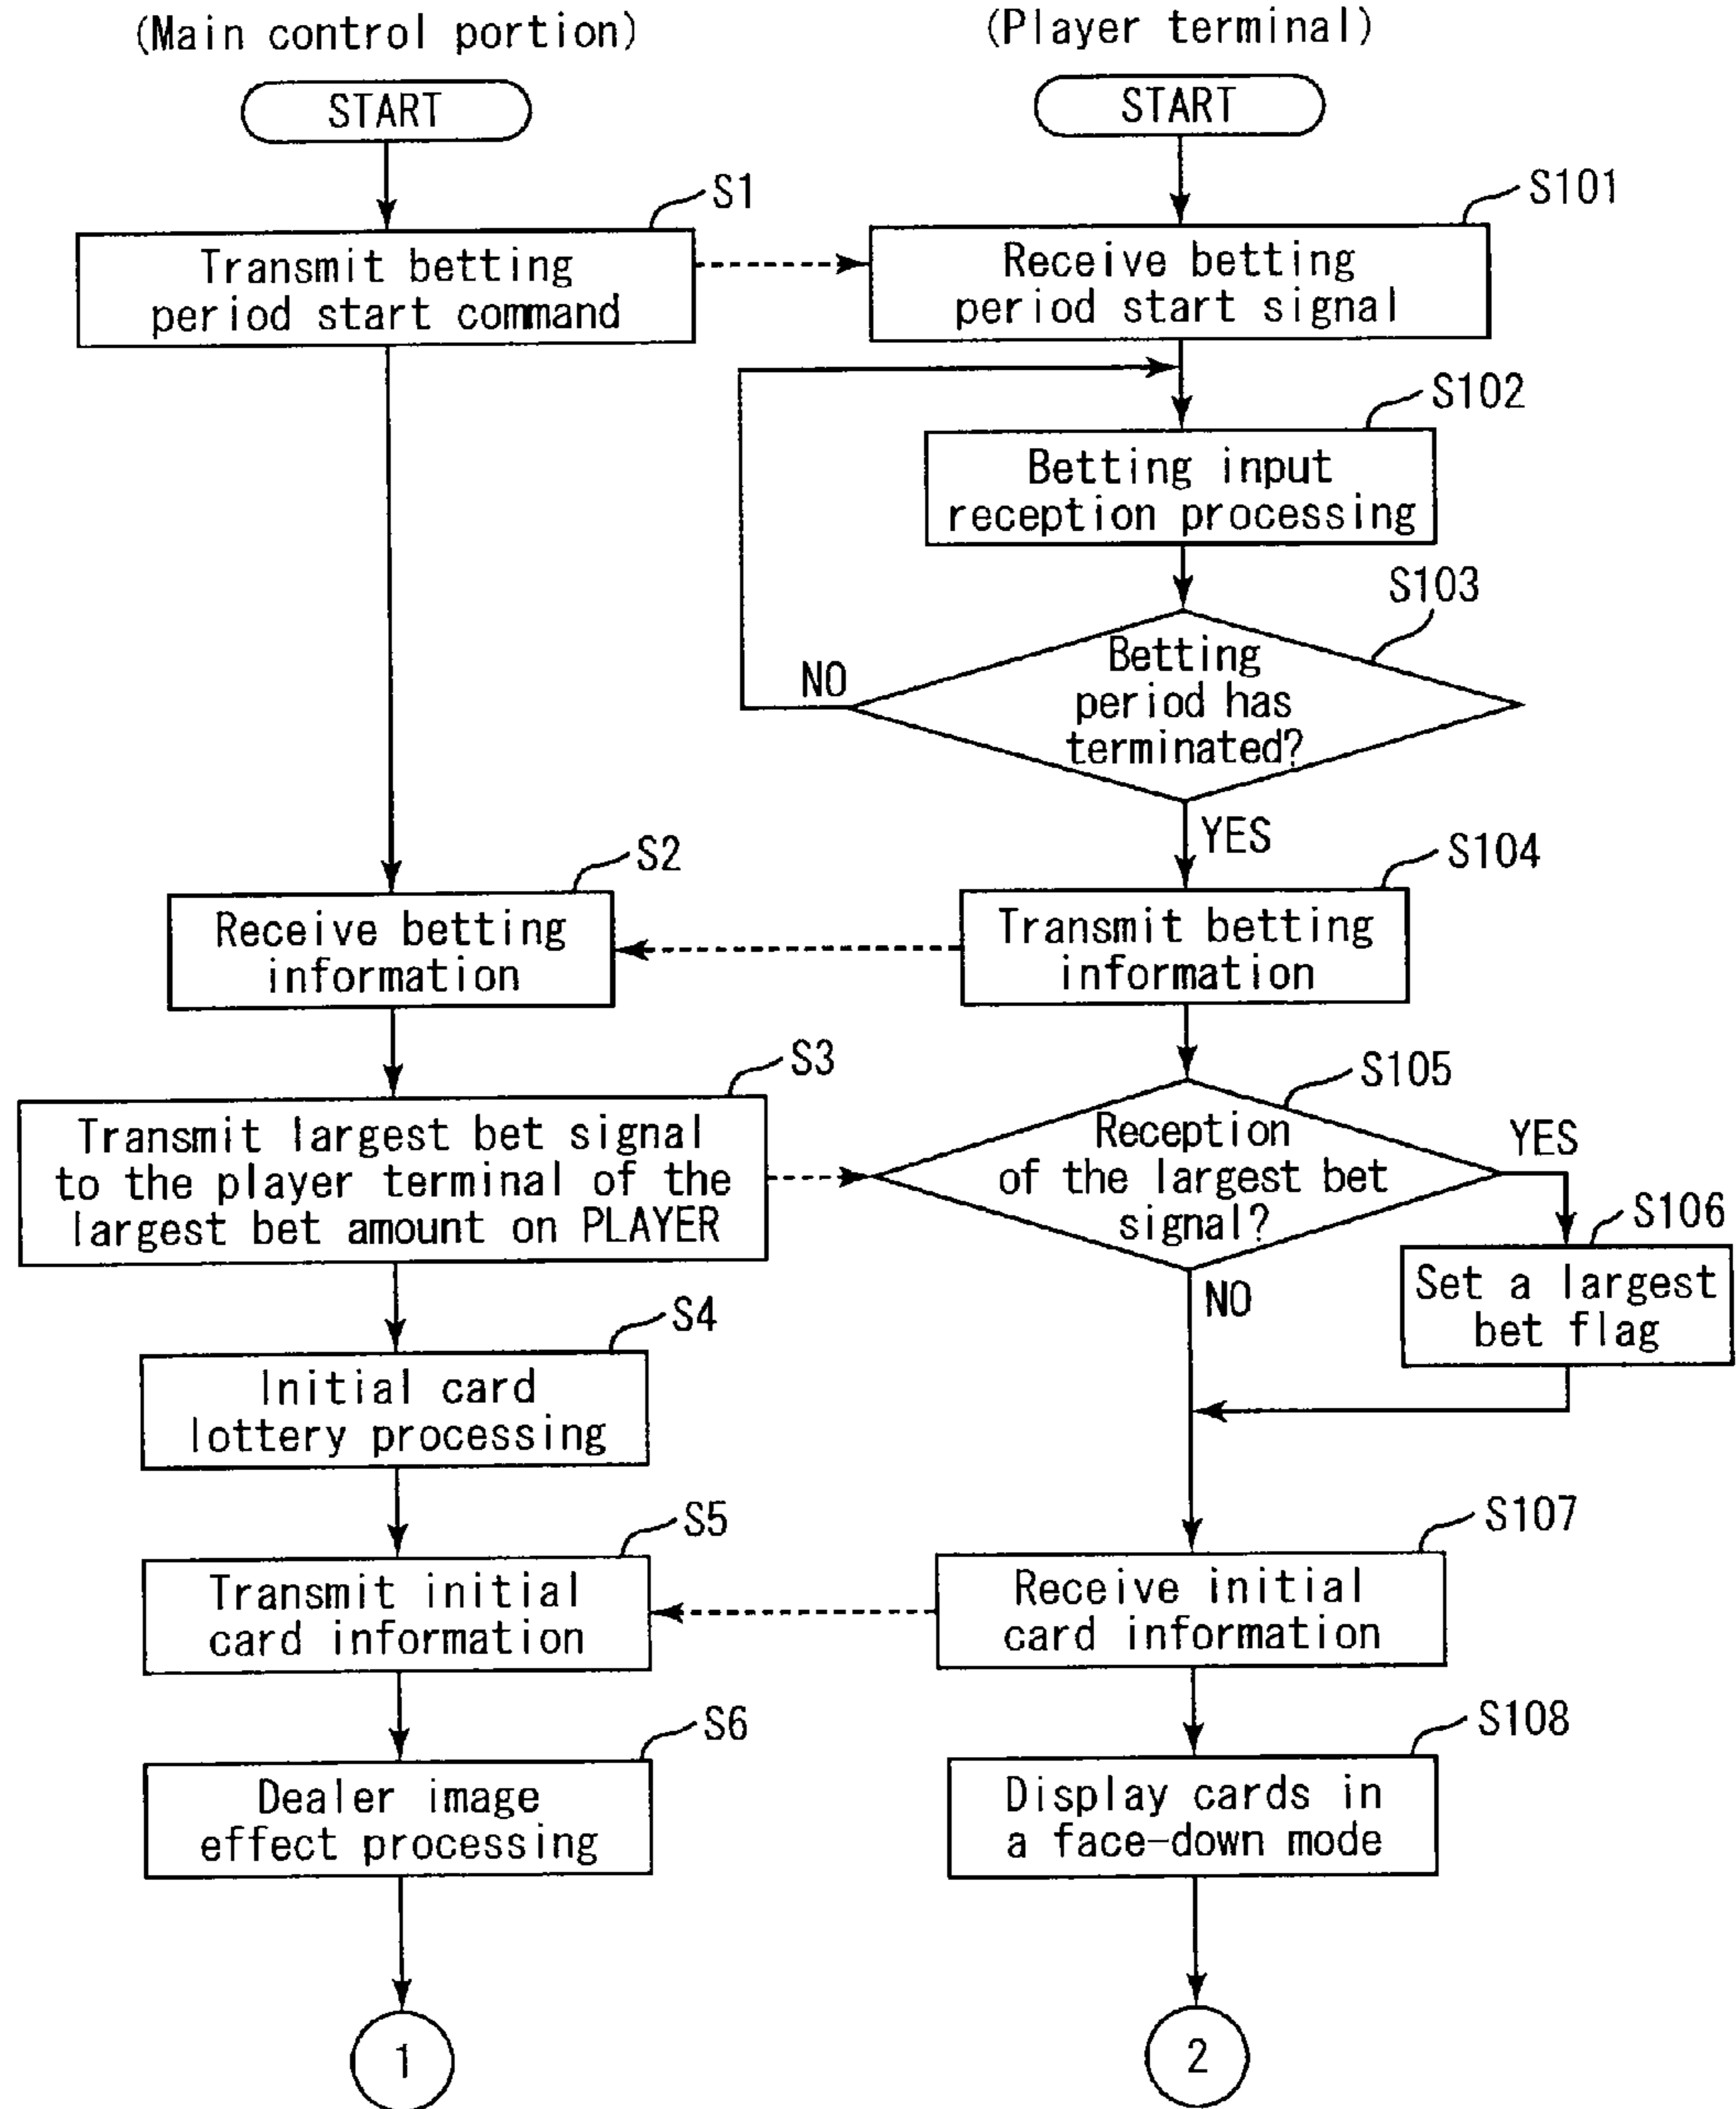 (Main control portion)
(Player terminal)
START
START
S1
S101
Transmit betting
period start command
Receive betting
period start signal
S102
Betting input
reception processing
S103
Betting
period has
terminated?
NO
YES
S2
S104
Receive betting
information
Transmit betting
information
S3
S105
Transmit largest bet signal
to the player terminal of the
largest bet amount on PLAYER
Reception
of the largest bet
signal?
YES
NO
S106
Set a largest
bet flag
S4
Initial card
lottery processing
S5
S107
Transmit initial
card information
Receive initial
card information
S6
S108
Dealer image
effect processing
Display cards in
a face-down mode
1
2